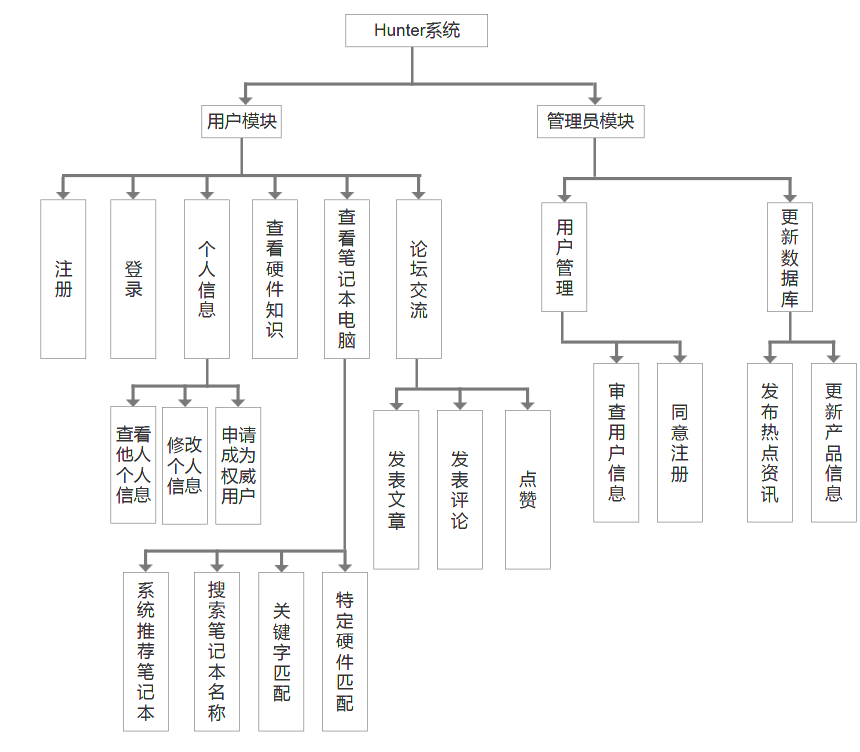 Hunter系统
用户模块
管理员模块
注册
登录
个人信息
查看硬件知识
查看笔记本电脑
论坛交流
用户管理
更新数据库
查看
他人
个人
信息
修改
个人
信息
申请
成为
权威
用户
发表文章
发表评论
点赞
审查用户信息
同意注册
发布热点资讯
更新产品信息
系统推荐笔记本
搜索笔记本名称
关键字匹配
特定硬件匹配